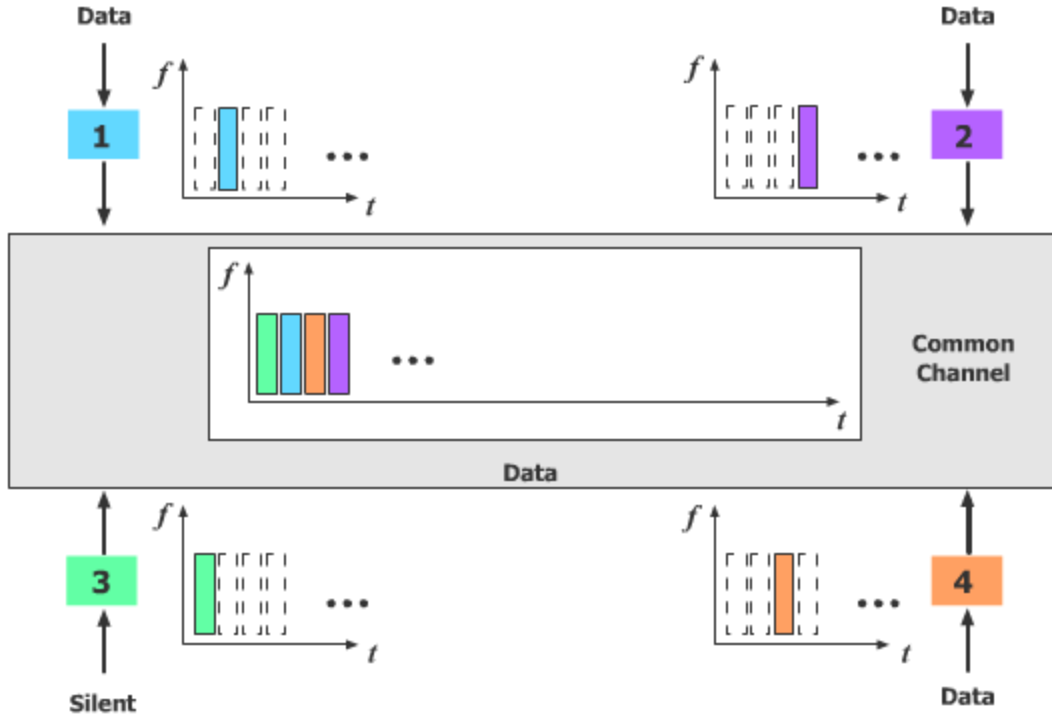 Data
Data
f
f
1
2
...
...
t
t
f
Common
Channel
...
t
Data
f
f
3
4
...
...
t
t
Silent
Data